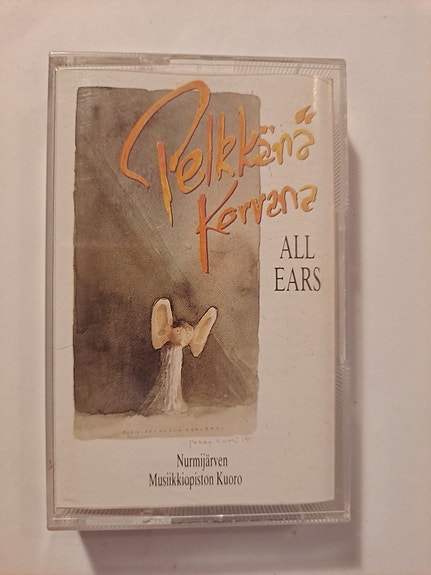 Pelkkänä
Korvana
ALL
EARS
Nurmijärven
Musiikkiopiston Kuoro